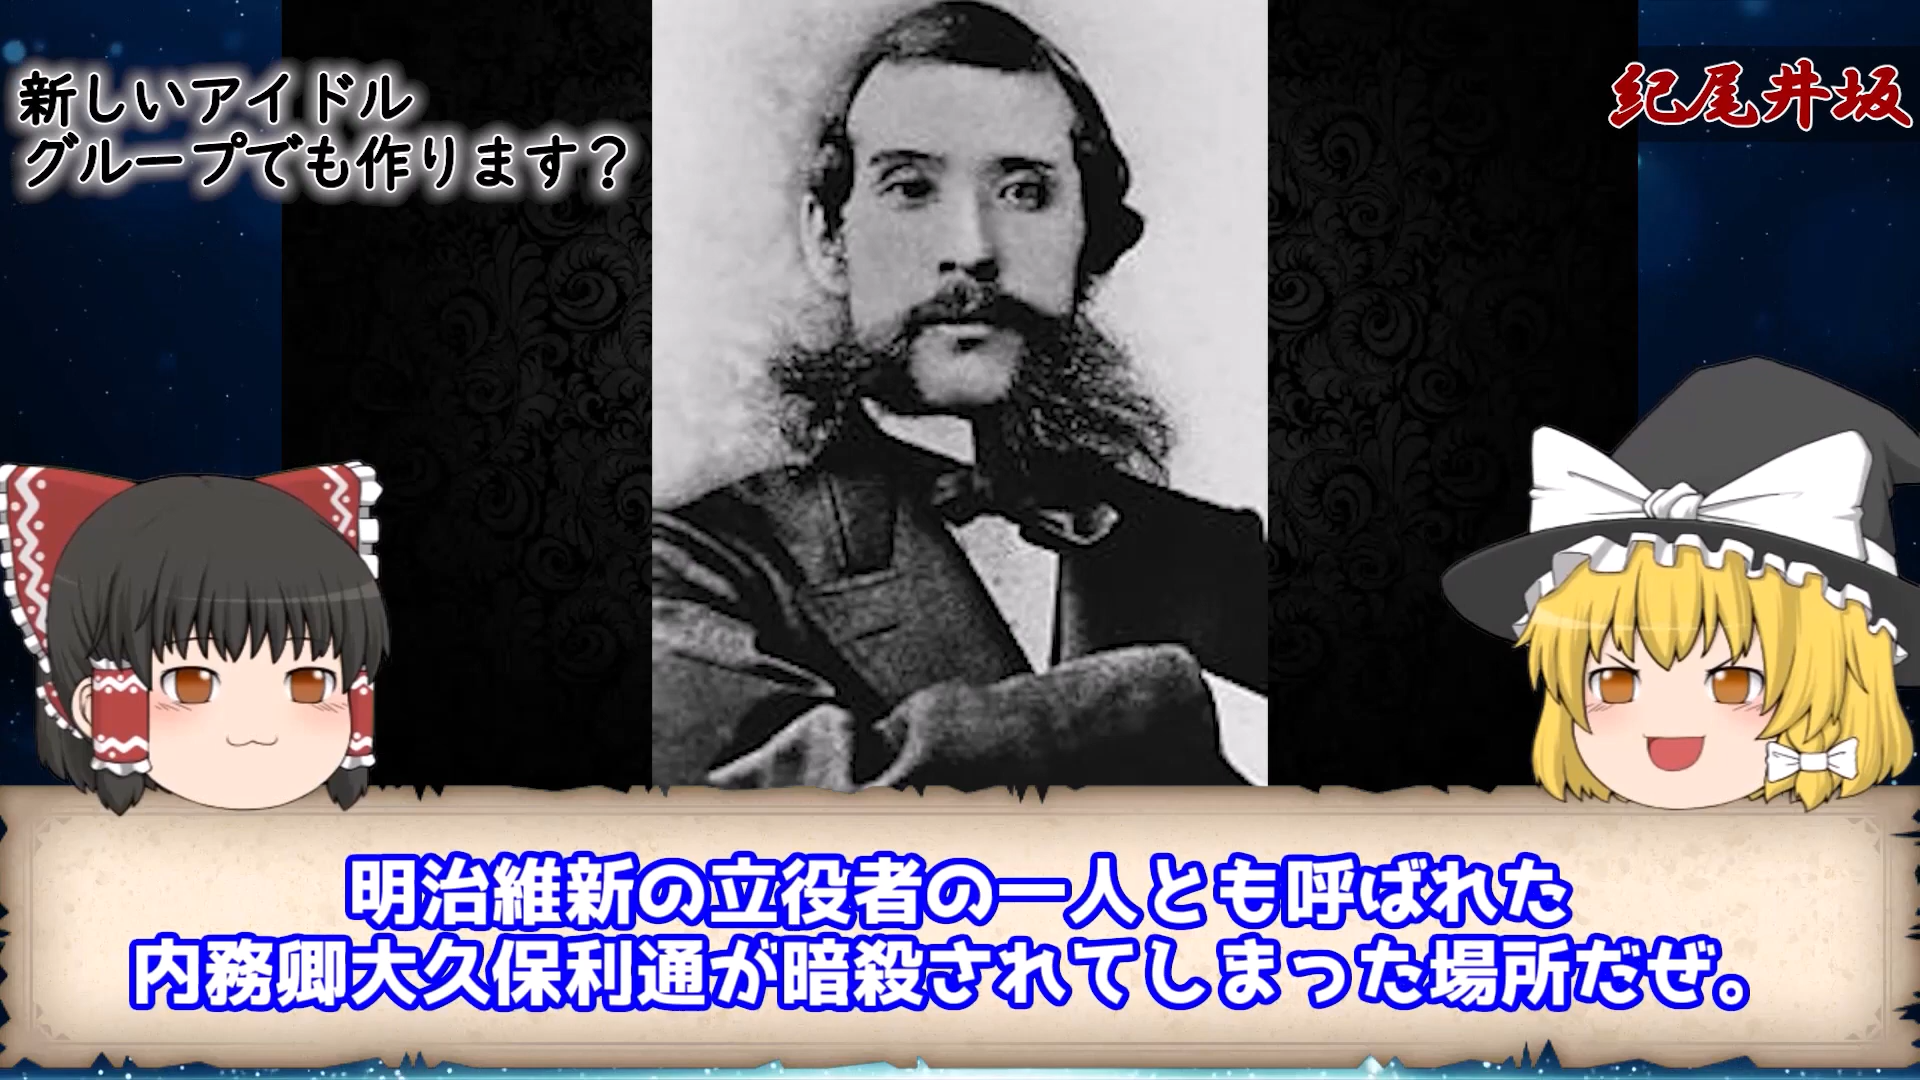 新しいアイドル
グループでも作ります？
紀尾井坂
明治維新の立役者の一人とも呼ばれた
内務卿大久保利通が暗殺されてしまった場所だぜ。